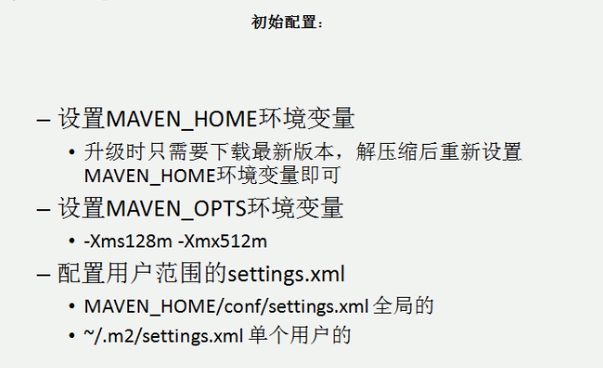 初始配置：
– 设置MAVEN_HOME环境变量
• 升级时只需要下载最新版本，解压缩后重新设置
MAVEN_HOME环境变量即可
– 设置MAVEN_OPTS环境变量
• -Xms128m -Xmx512m
– 配置用户范围的settings.xml
• MAVEN_HOME/conf/settings.xml 全局的
• ~/.m2/settings.xml 单个用户的